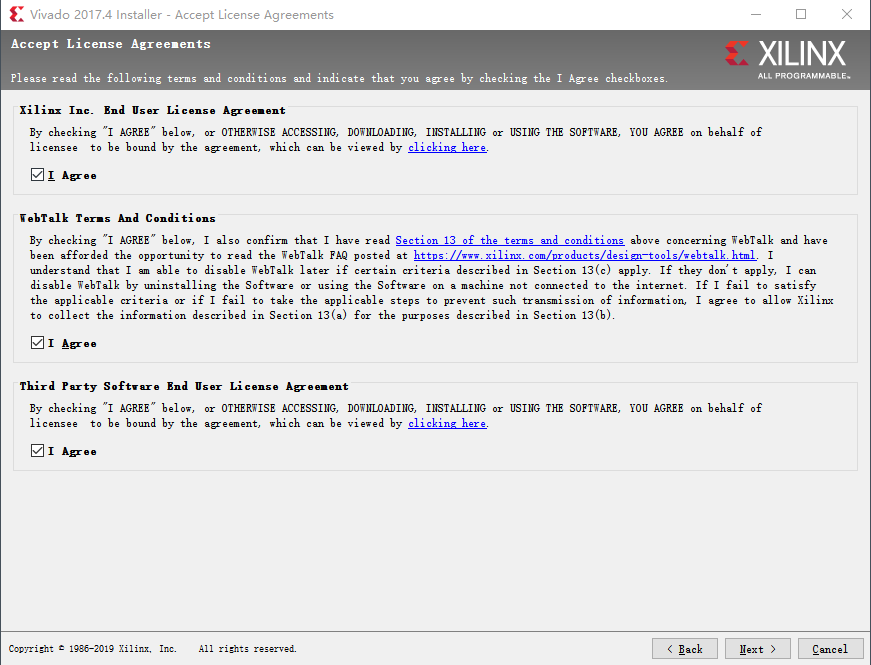 Vivado 2017.4 Installer - Accept License Agreements
Accept License Agreements
Please read the following terms and conditions and indicate that you agree by checking the I Agree checkboxes.
XILINX
ALL PROGRAMMABLE™
Xilinx Inc. End User License Agreement
By checking "I AGREE" below, or OTHERWISE ACCESSING, DOWNLOADING, INSTALLING or USING THE SOFTWARE, YOU AGREE on behalf of
licensee  to be bound by the agreement, which can be viewed by clicking here.
I Agree
WebTalk Terms And Conditions
By checking "I AGREE" below, I also confirm that I have read Section 13 of the terms and conditions above concerning WebTalk and have
been afforded the opportunity to read the WebTalk FAQ posted at https://www.xilinx.com/products/design-tools/webtalk.html. I
understand that I am able to disable WebTalk later if certain criteria described in Section 13(c) apply. If they don't apply, I can
disable WebTalk by uninstalling the Software or using the Software on a machine not connected to the internet. If I fail to satisfy
the applicable criteria or if I fail to take the applicable steps to prevent such transmission of information, I agree to allow Xilinx
to collect the information described in Section 13(a) for the purposes described in Section 13(b).
I Agree
Third Party Software End User License Agreement
By checking "I AGREE" below, or OTHERWISE ACCESSING, DOWNLOADING, INSTALLING or USING THE SOFTWARE, YOU AGREE on behalf of
licensee  to be bound by the agreement, which can be viewed by clicking here.
I Agree
Copyright © 1986-2019 Xilinx, Inc.    All rights reserved.
< Back
Next >
Cancel